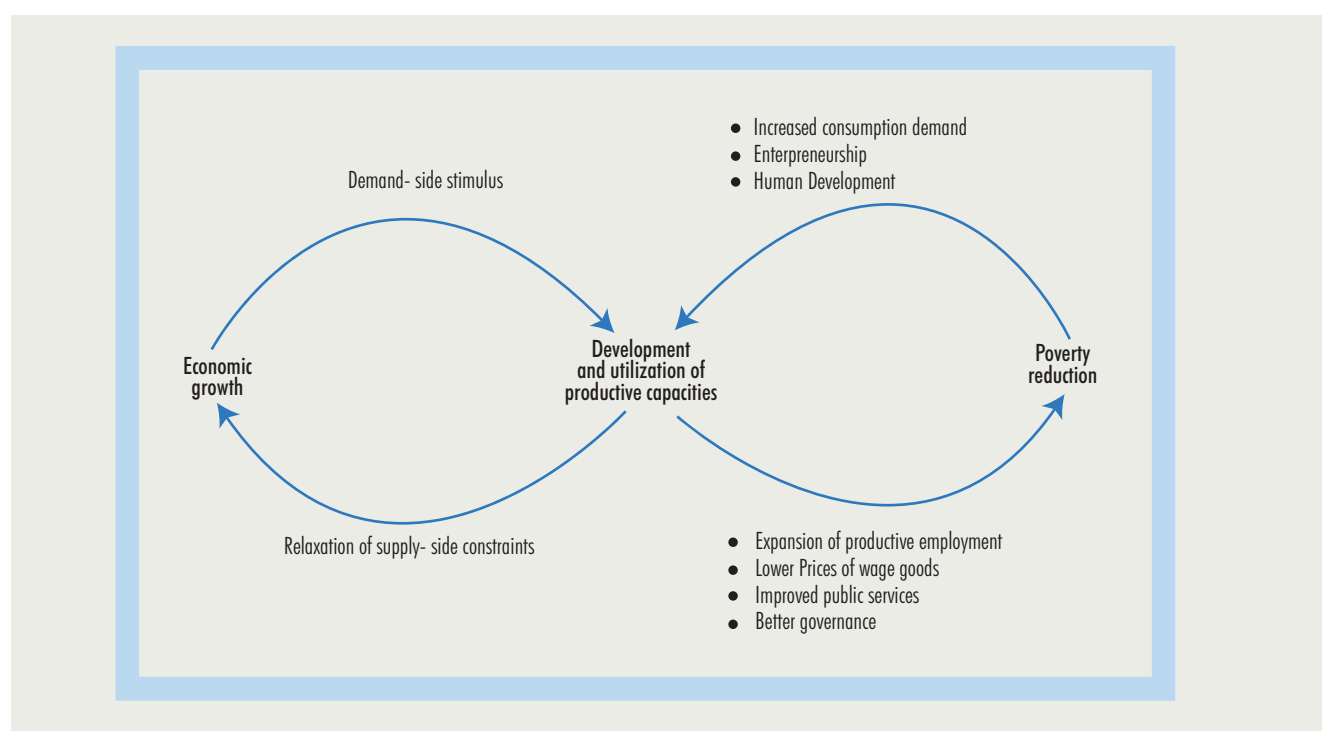 ● Increased consumption demand
● Enterpreneurship
● Human Development
Demand- side stimulus
Economic
growth
Development
and utilization of
productive capacities
Poverty
reduction
Relaxation of supply- side constraints
● Expansion of productive employment
● Lower Prices of wage goods
● Improved public services
● Better governance